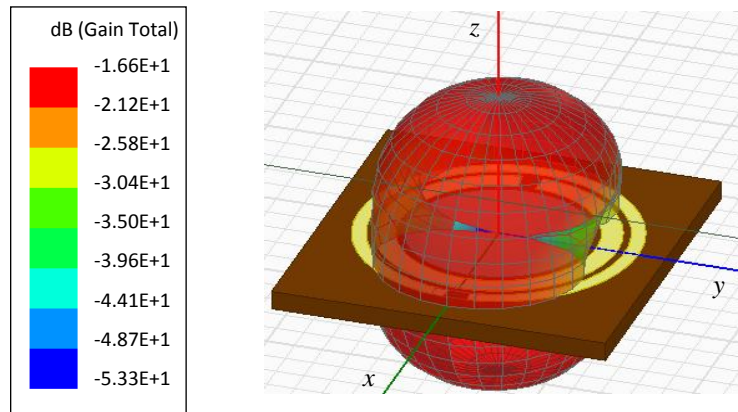 dB (Gain Total)
-1.66E+1
-2.12E+1
-2.58E+1
-3.04E+1
-3.50E+1
-3.96E+1
-4.41E+1
-4.87E+1
-5.33E+1
z
y
x